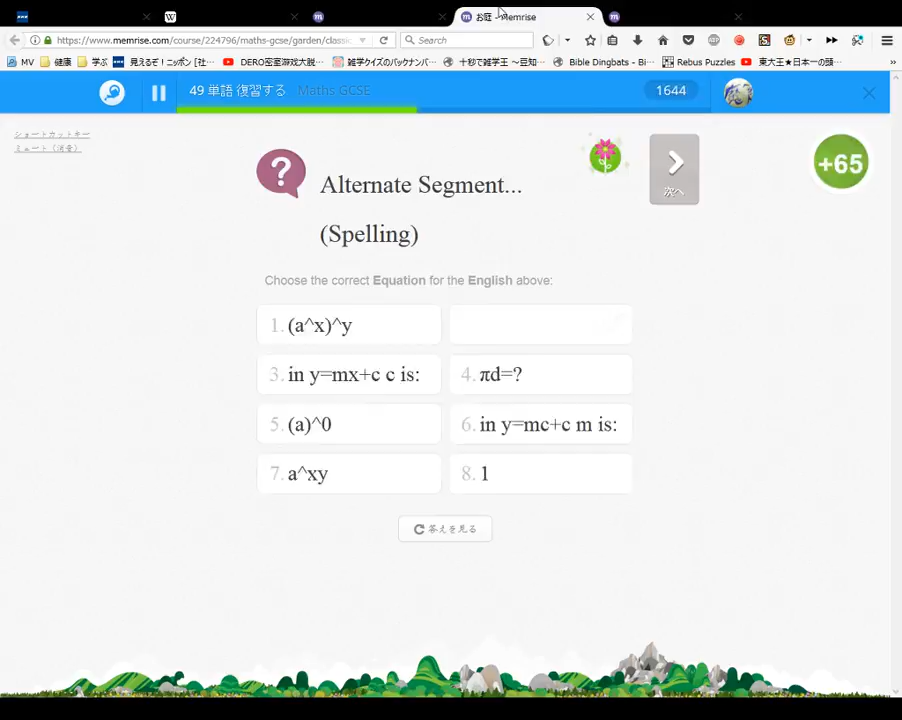 お庭 - Memrise
https://www.memrise.com/course/224796/maths-gcse/garden/classic
Search
MV
健康
学ぶ
見えるぞ！ニッポン [社…
DERO密室游戏大脱…
雑学クイズのバックナンバ…
十秒で雑学王 ～豆知…
Bible Dingbats - Bi…
Rebus Puzzles
東大王★日本一の頭…
49 単語 復習する Maths GCSE
1644
ショートカットキー
ミュート（消音）
Alternate Segment...
(Spelling)
次へ
+65
Choose the correct Equation for the English above:
1. (a^x)^y
3. in y=mx+c c is:
4. πd=?
5. (a)^0
6. in y=mc+c m is:
7. a^xy
8. 1
答えを見る